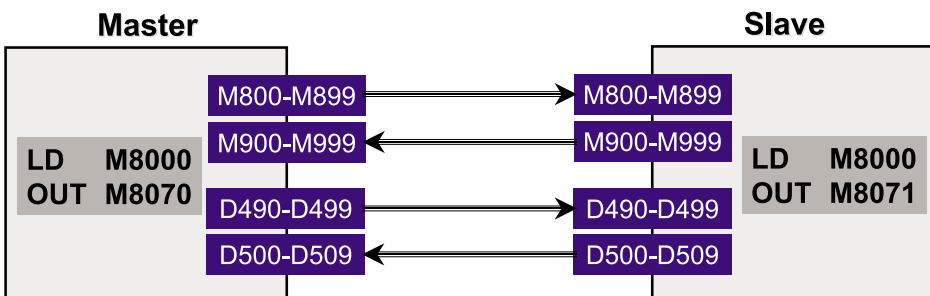 Master
Slave
M800-M899
M800-M899
M900-M999
M900-M999
LD M8000
OUT M8070
LD M8000
OUT M8071
D490-D499
D490-D499
D500-D509
D500-D509